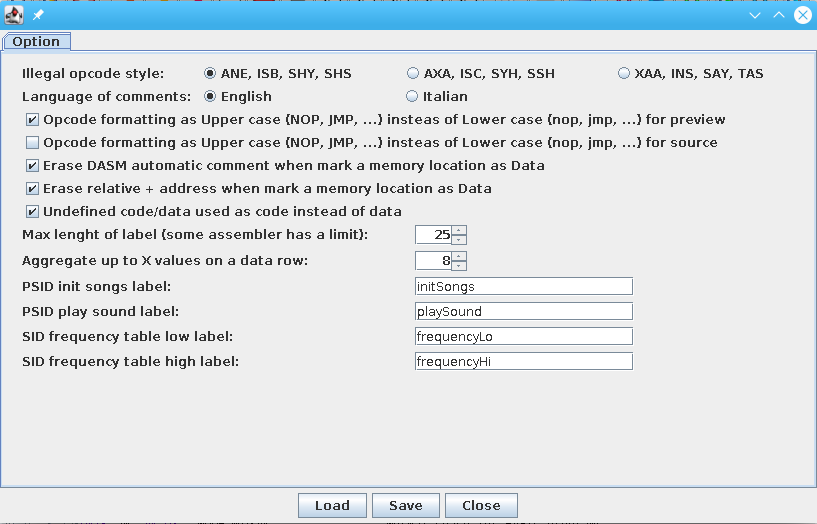 Option
Illegal opcode style: ANE, ISB, SHY, SHS AXA, ISC, SYH, SSH XAA, INS, SAY, TAS
Language of comments: English Italian
Opcode formatting as Upper case {NOP, JMP, ...} insteas of Lower case {nop, jmp, ...} for preview
Opcode formatting as Upper case {NOP, JMP, ...} insteas of Lower case {nop, jmp, ...} for source
Erase DASM automatic comment when mark a memory location as Data
Erase relative + address when mark a memory location as Data
Undefined code/data used as code instead of data
Max lenght of label {some assembler has a limit}: 25
Aggregate up to X values on a data row: 8
PSID init songs label: initSongs
PSID play sound label: playSound
SID frequency table low label: frequencyLo
SID frequency table high label: frequencyHi
Load Save Close